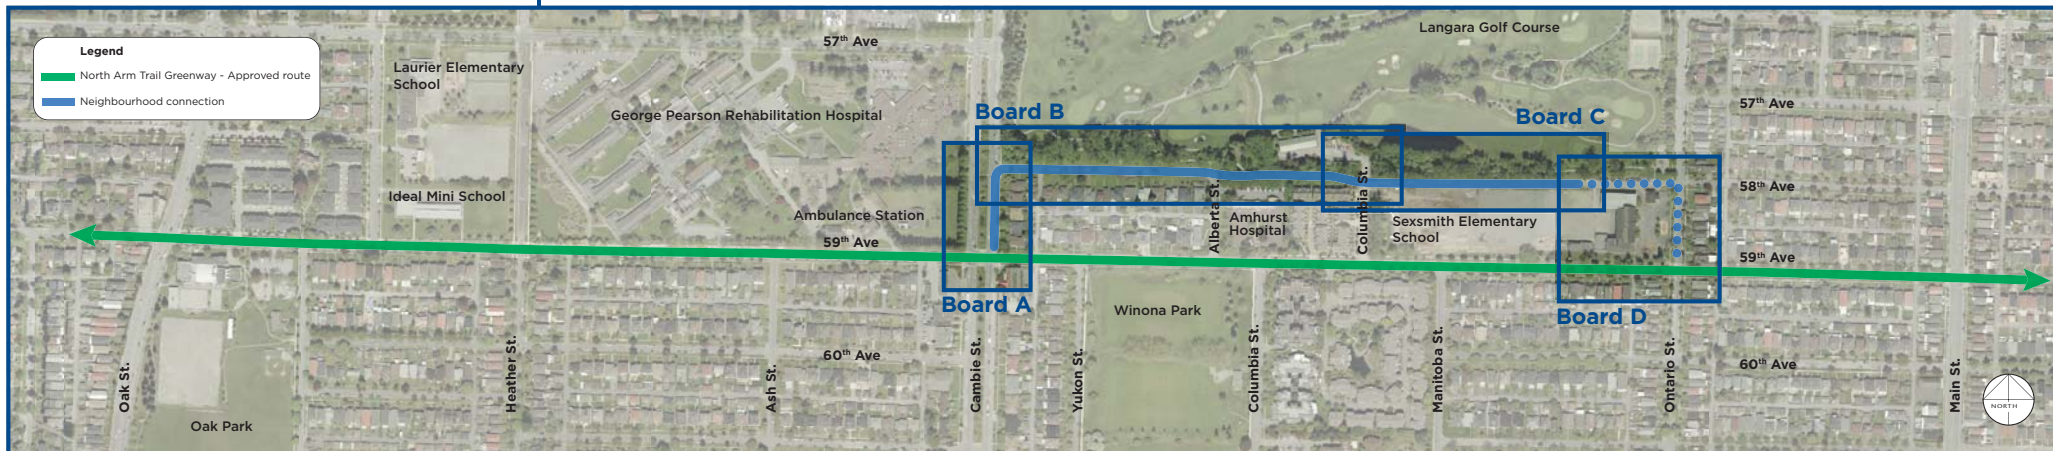 Legend
North Arm Trail Greenway - Approved route
Neighbourhood connection
Laurier Elementary
School
57th Ave
Langara Golf Course
George Pearson Rehabilitation Hospital
Board B
Board C
57th Ave
Ideal Mini School
Ambulance Station
59th Ave
Alberta St.
Amhurst
Hospital
Columbia St.
Sexsmith Elementary
School
58th Ave
59th Ave
Board A
Board D
Winona Park
60th Ave
60th Ave
Oak St.
Oak Park
Heather St.
Ash St.
Cambie St.
Yukon St.
Columbia St.
Manitoba St.
Ontario St.
Main St.
NORTH